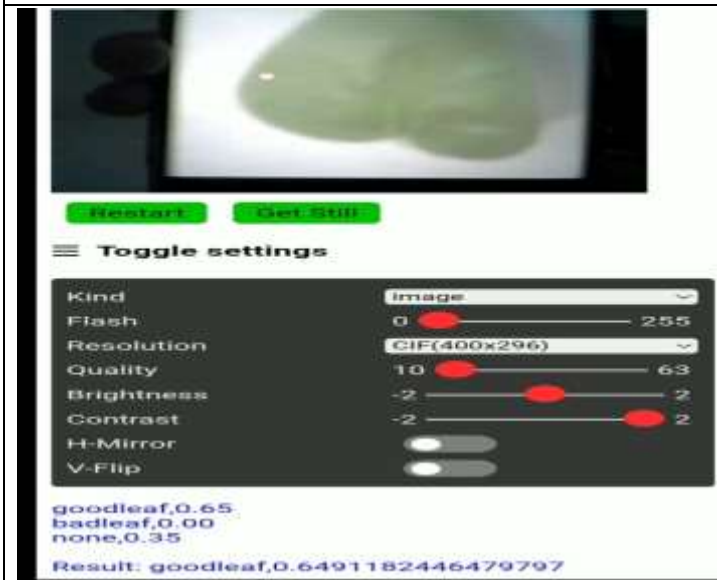 Restart Get Still
Toggle settings
Kind image
Flash 0 255
Resolution CIF(400x296)
Quality 10 63
Brightness -2 2
Contrast -2 2
H-Mirror
V-Flip
goodleaf,0.65
badleaf,0.00
none,0.35
Result: goodleaf,0.6491182446479797